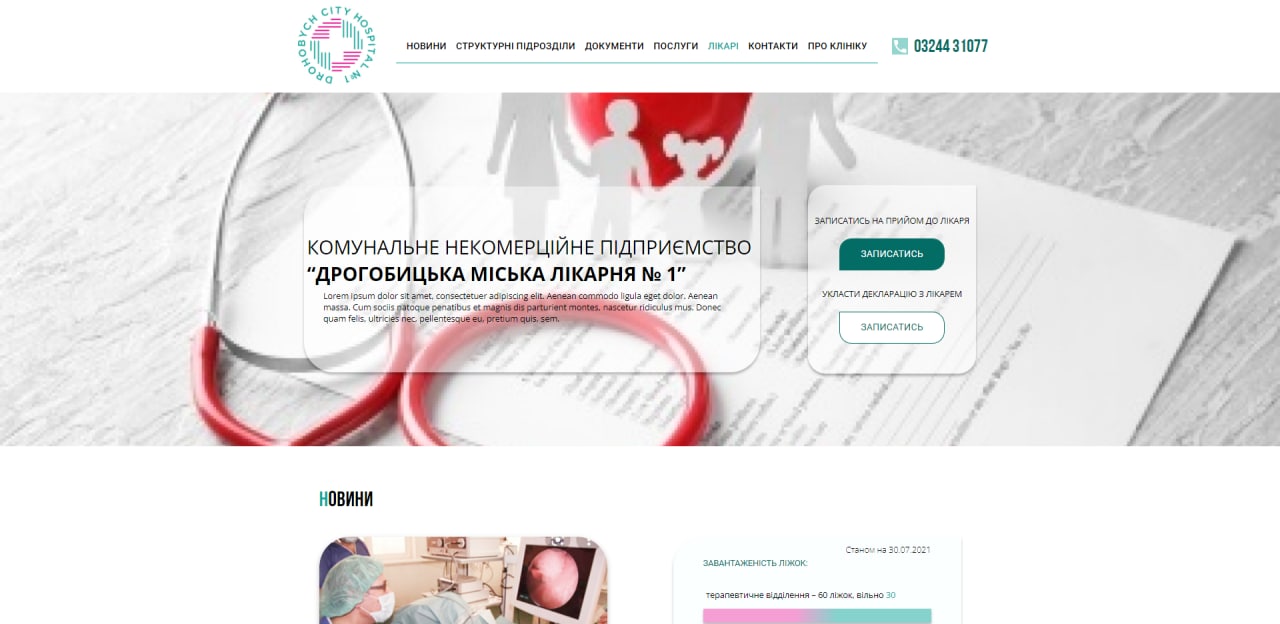 DROHOBYCH CITY HOSPITAL №1
НОВИНИ СТРУКТУРНІ ПІДРОЗДІЛИ ДОКУМЕНТИ ПОСЛУГИ ЛІКАРІ КОНТАКТИ ПРО КЛІНІКУ
03244 31077
КОМУНАЛЬНЕ НЕКОМЕРЦІЙНЕ ПІДПРИЄМСТВО
“ДРОГОБИЦЬКА МІСЬКА ЛІКАРНЯ № 1”
Lorem ipsum dolor sit amet, consectetuer adipiscing elit. Aenean commodo ligula eget dolor. Aenean
massa. Cum sociis natoque penatibus et magnis dis parturient montes, nascetur ridiculus mus. Donec
quam felis, ultricies nec, pellentesque eu, pretium quis, sem.
ЗАПИСАТИСЬ НА ПРИЙОМ ДО ЛІКАРЯ
ЗАПИСАТИСЬ
УКЛАСТИ ДЕКЛАРАЦІЮ З ЛІКАРЕМ
ЗАПИСАТИСЬ
НОВИНИ
Станом на 30.07.2021
ЗАВАНТАЖЕНІСТЬ ЛІЖОК:
терапевтичне відділення – 60 ліжок, вільно 30